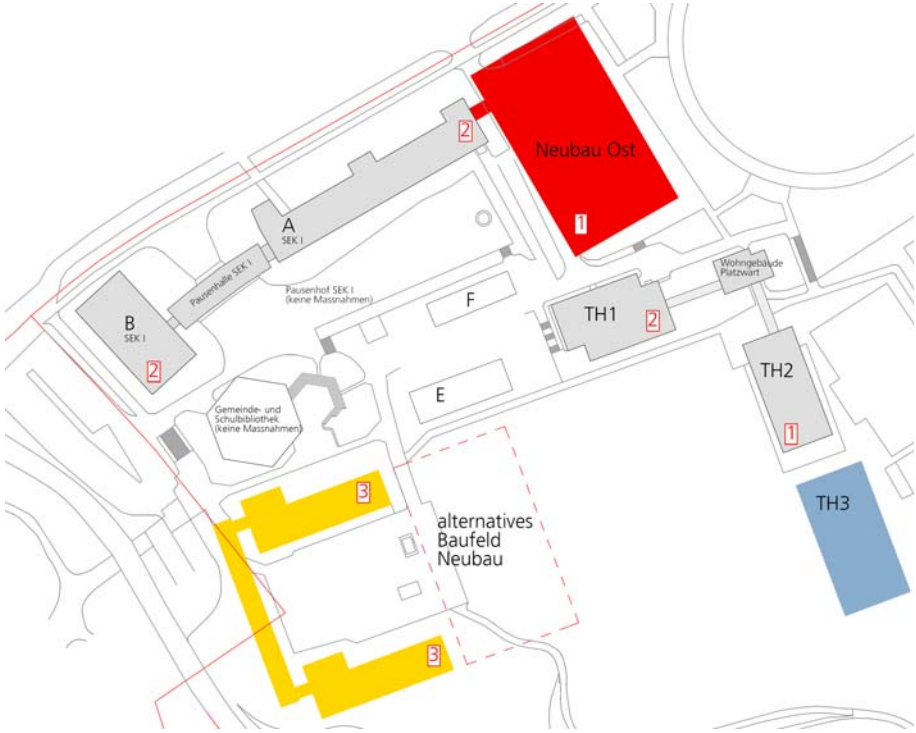 2
Neubau Ost
1
A
SEK I
Pausenhalle SEK I
Pausenhof SEK I
(keine Massnahmen)
Wohngebäude
Platzwart
F
TH1
2
B
SEK I
2
TH2
1
E
Gemeinde- und
Schulbibliothek
(keine Massnahmen)
3
alternatives
Baufeld
Neubau
TH3
3